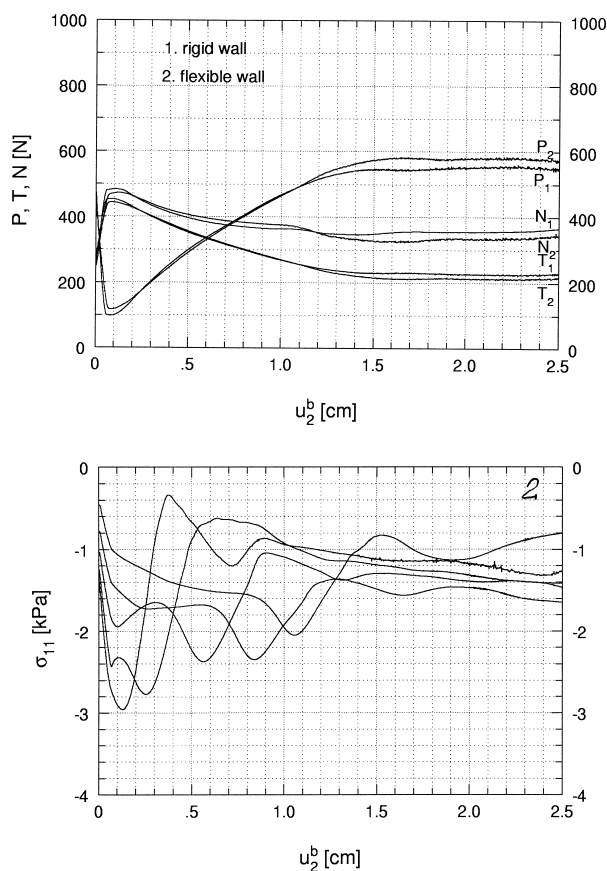 1000 1000
1. rigid wall
2. flexible wall
800 800
P, T, N [N]
600 600
P2
P1
400 400
N1
N2
T1
200 200
T2
0 0
0 .5 1.0 1.5 2.0 2.5
u2^b [cm]
0 0
2
-1 -1
σ11 [kPa]
-2 -2
-3 -3
-4 -4
0 .5 1.0 1.5 2.0 2.5
u2^b [cm]